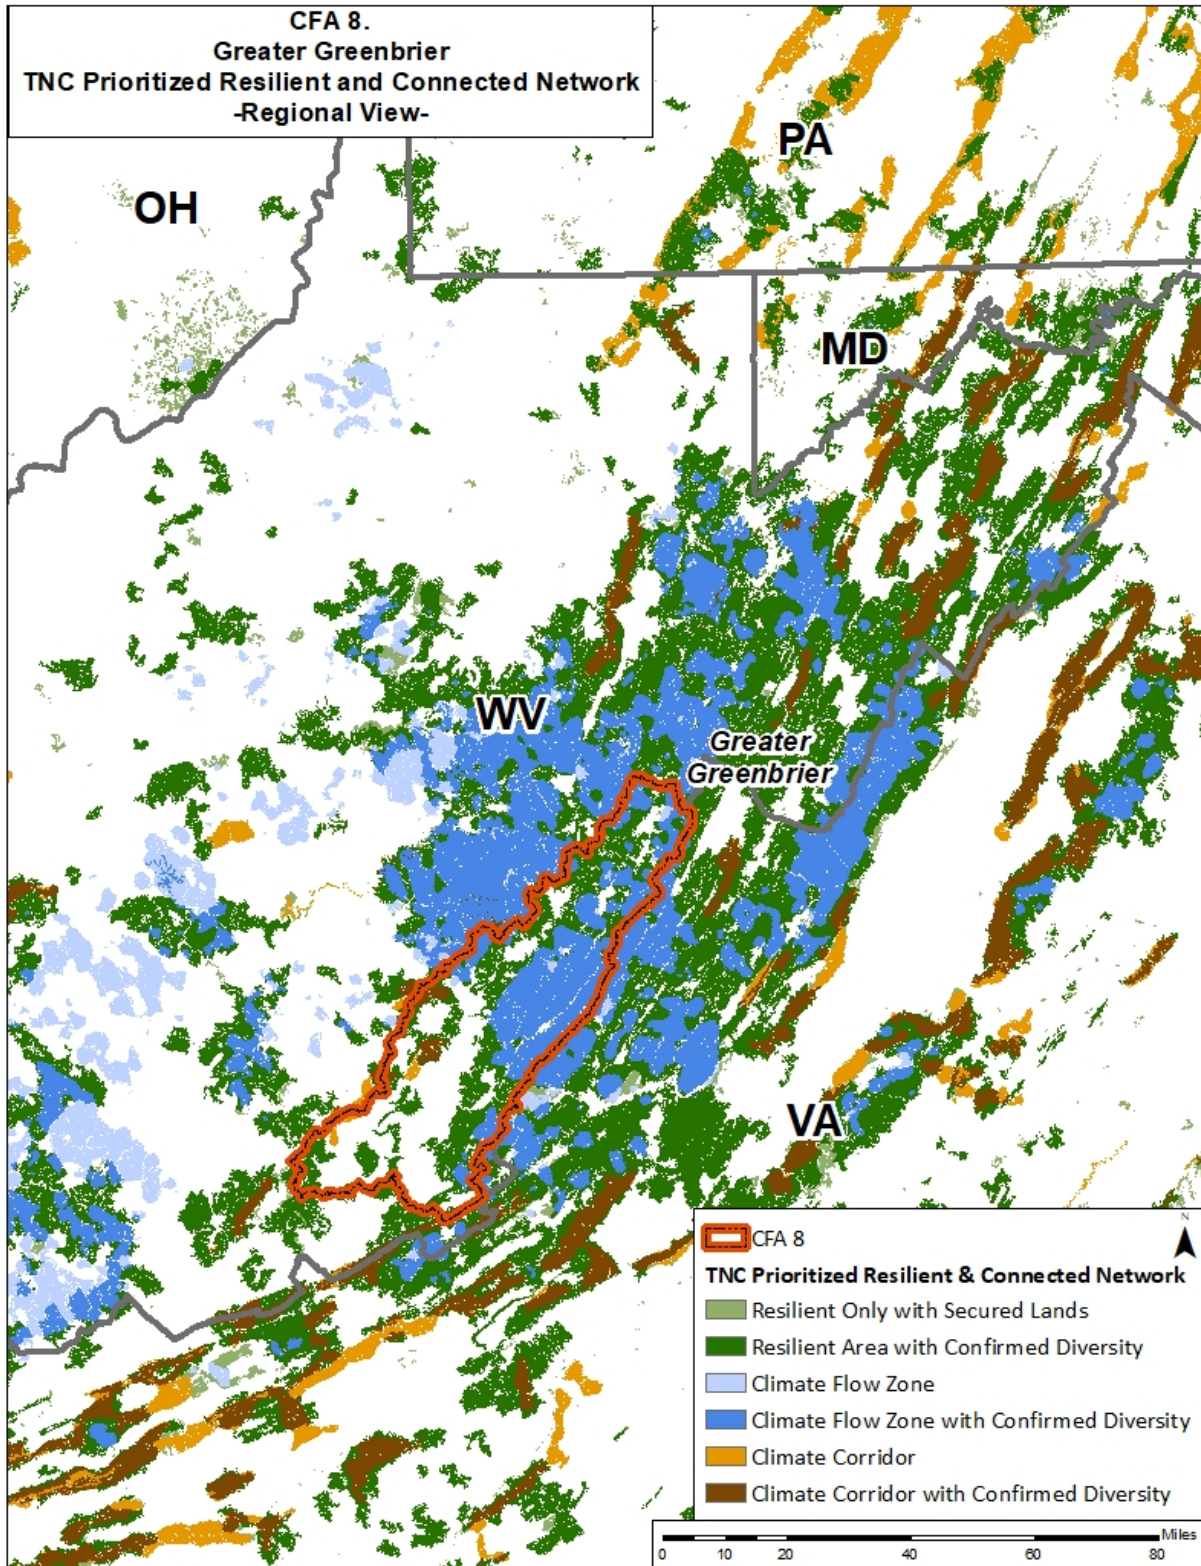 CFA 8.
Greater Greenbrier
TNC Prioritized Resilient and Connected Network
-Regional View-
PA
OH
MD
WV
Greater
Greenbrier
VA
N
CFA 8
TNC Prioritized Resilient & Connected Network
Resilient Only with Secured Lands
Resilient Area with Confirmed Diversity
Climate Flow Zone
Climate Flow Zone with Confirmed Diversity
Climate Corridor
Climate Corridor with Confirmed Diversity
Miles
0 10 20 40 60 80